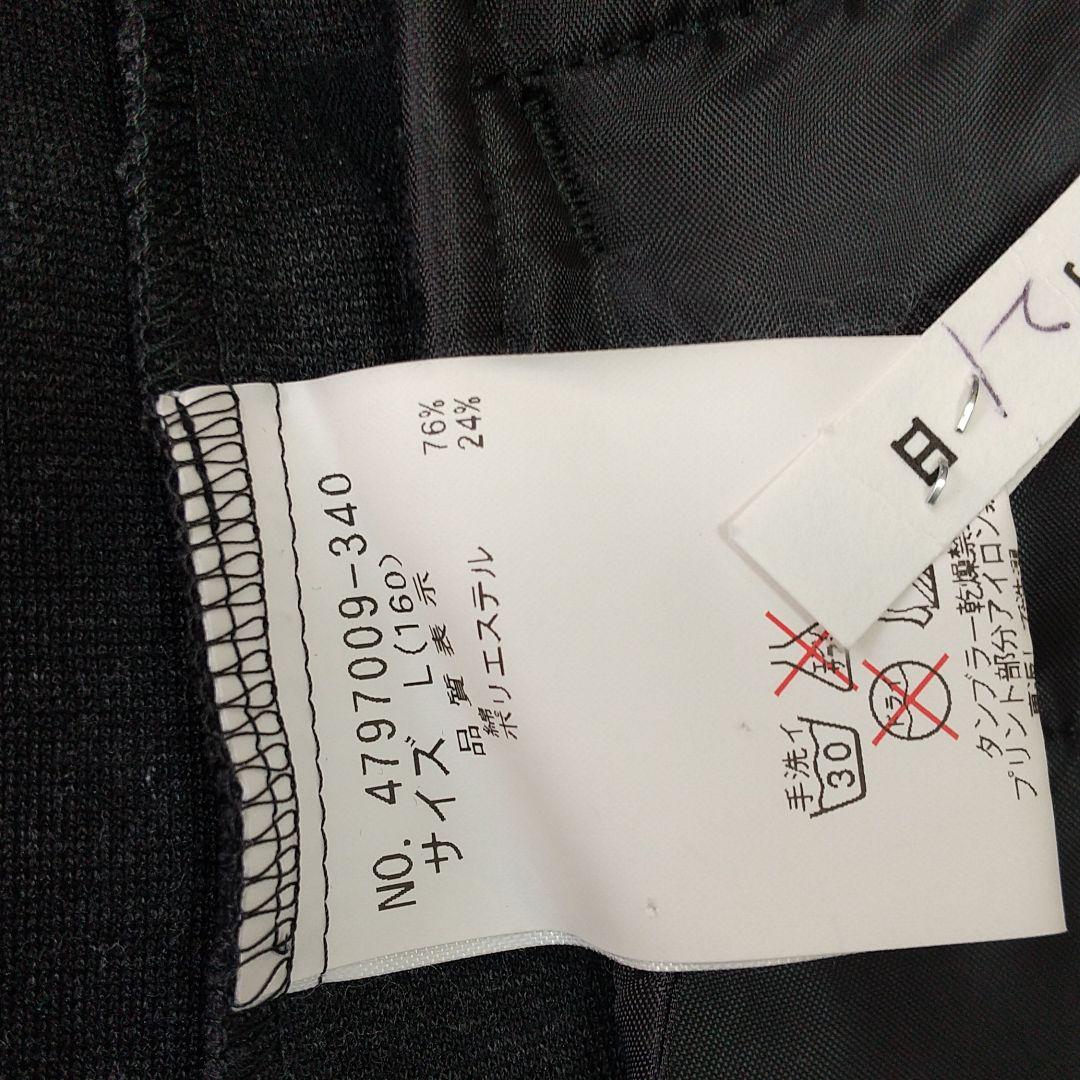 NO. 4797009-340
サイズ L(160)
品質表示
綿 76%
ポリエステル 24%
手洗イ
30
タンブラー乾燥禁
プリント部分アイロン
日